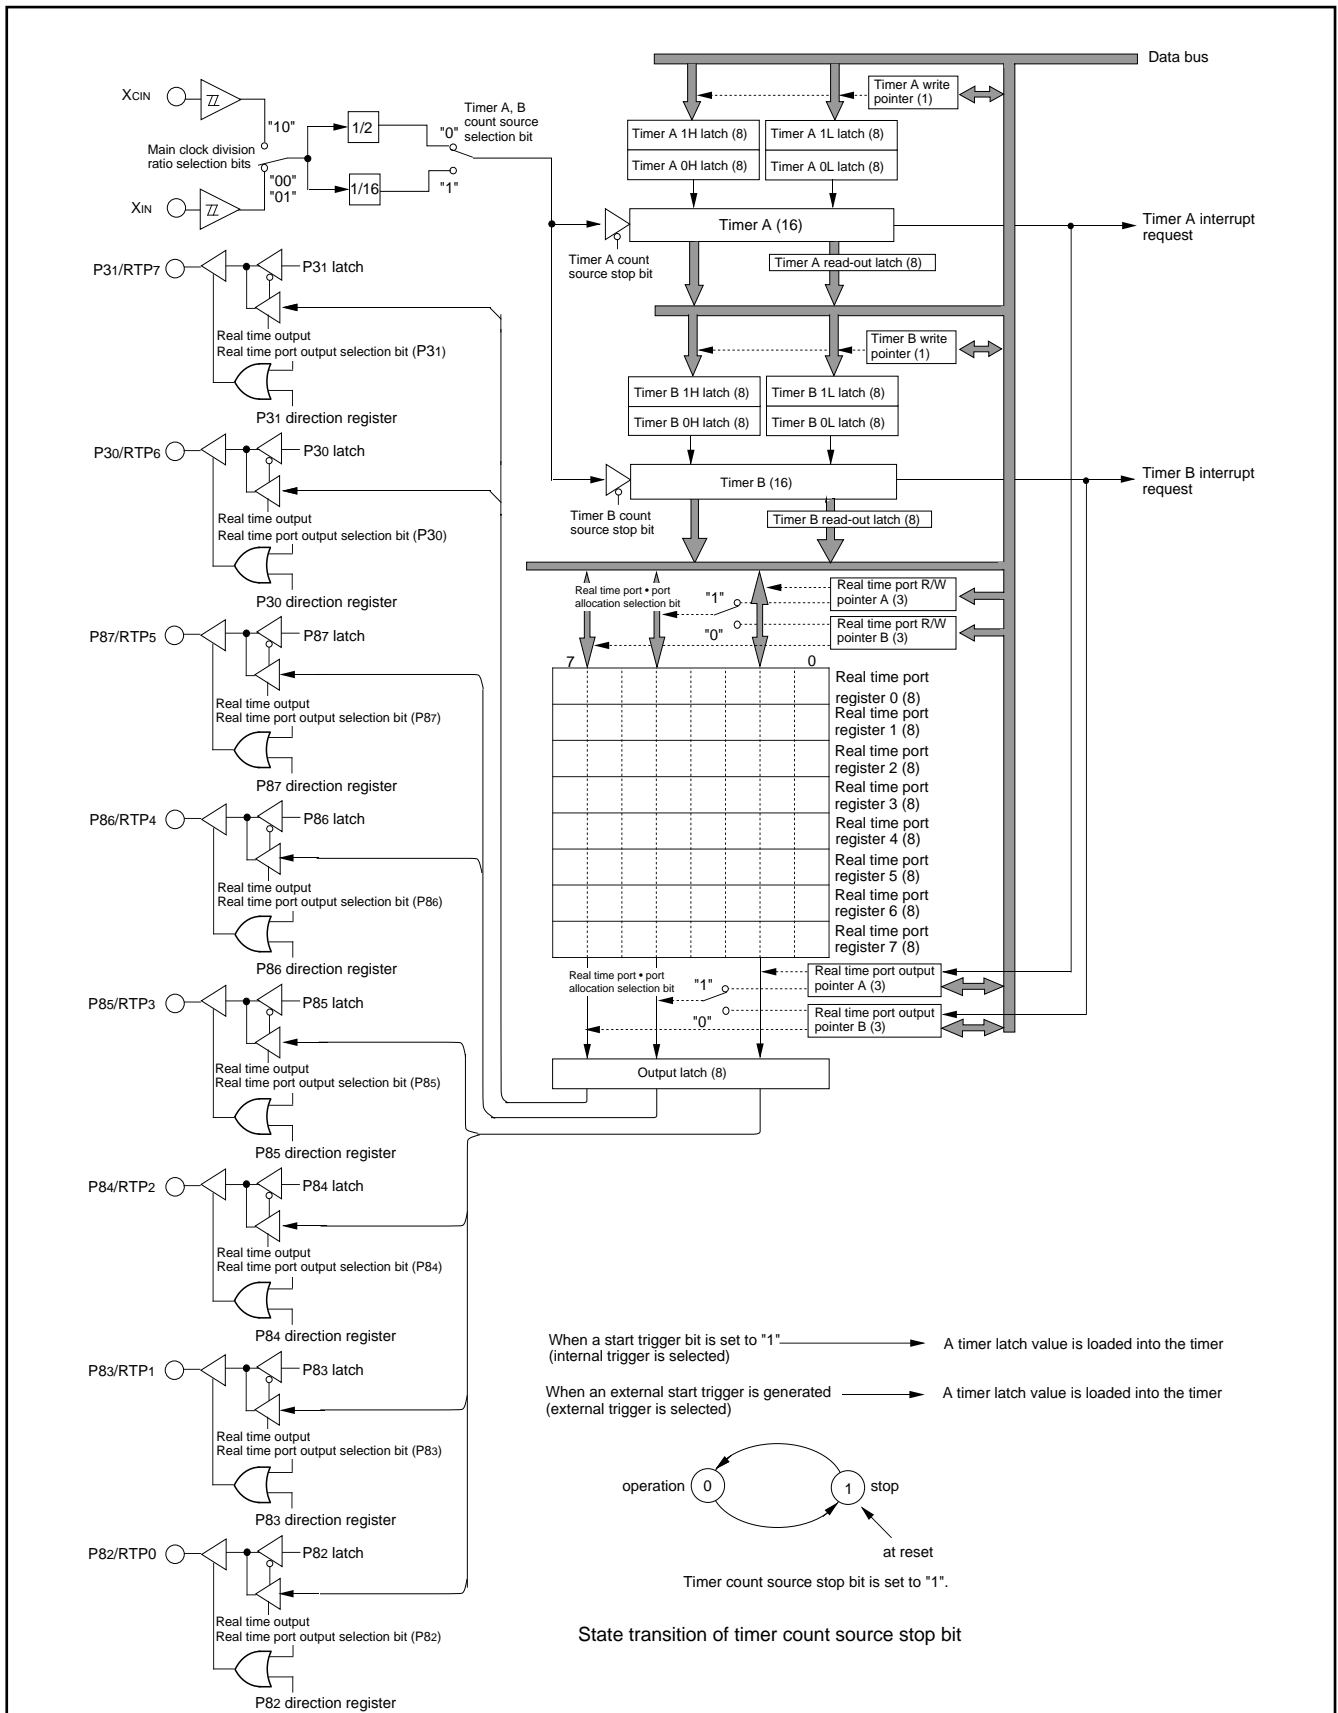 Data bus
XCIN
"10"
Main clock division
ratio selection bits
"00"
"01"
XIN
1/2
1/16
Timer A, B
count source
selection bit
"0"
"1"
Timer A write
pointer (1)
Timer A 1H latch (8)
Timer A 1L latch (8)
Timer A 0H latch (8)
Timer A 0L latch (8)
Timer A (16)
Timer A interrupt
request
Timer A count
source stop bit
Timer A read-out latch (8)
Timer B write
pointer (1)
Timer B 1H latch (8)
Timer B 1L latch (8)
Timer B 0H latch (8)
Timer B 0L latch (8)
Timer B (16)
Timer B interrupt
request
Timer B count
source stop bit
Timer B read-out latch (8)
Real time port • port
allocation selection bit
"1"
"0"
Real time port R/W
pointer A (3)
Real time port R/W
pointer B (3)
7
0
Real time port
register 0 (8)
Real time port
register 1 (8)
Real time port
register 2 (8)
Real time port
register 3 (8)
Real time port
register 4 (8)
Real time port
register 5 (8)
Real time port
register 6 (8)
Real time port
register 7 (8)
Real time port • port
allocation selection bit
"1"
"0"
Real time port output
pointer A (3)
Real time port output
pointer B (3)
Output latch (8)
P31/RTP7
P31 latch
Real time output
Real time port output selection bit (P31)
P31 direction register
P30/RTP6
P30 latch
Real time output
Real time port output selection bit (P30)
P30 direction register
P87/RTP5
P87 latch
Real time output
Real time port output selection bit (P87)
P87 direction register
P86/RTP4
P86 latch
Real time output
Real time port output selection bit (P86)
P86 direction register
P85/RTP3
P85 latch
Real time output
Real time port output selection bit (P85)
P85 direction register
P84/RTP2
P84 latch
Real time output
Real time port output selection bit (P84)
P84 direction register
P83/RTP1
P83 latch
Real time output
Real time port output selection bit (P83)
P83 direction register
P82/RTP0
P82 latch
Real time output
Real time port output selection bit (P82)
P82 direction register
When a start trigger bit is set to "1"
(internal trigger is selected)
A timer latch value is loaded into the timer
When an external start trigger is generated
(external trigger is selected)
A timer latch value is loaded into the timer
operation
0
1
stop
at reset
Timer count source stop bit is set to "1".
State transition of timer count source stop bit